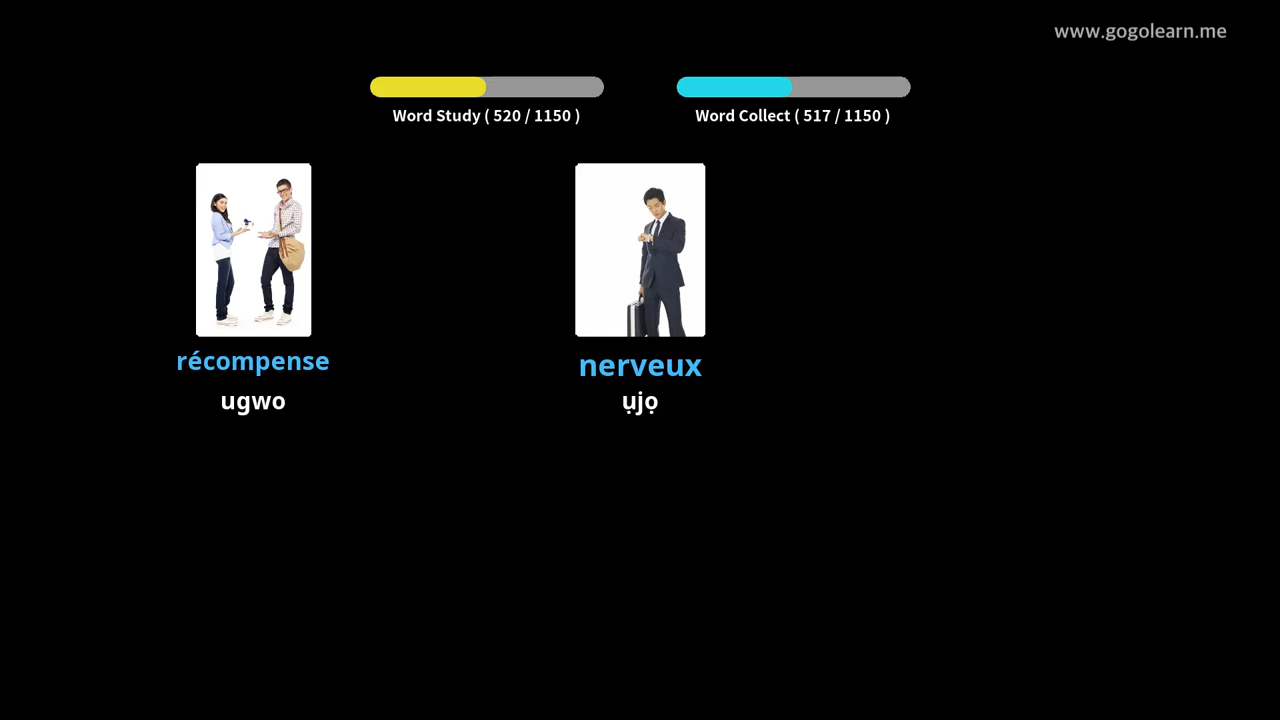 www.gogolearn.me
Word Study ( 520 / 1150 )
Word Collect ( 517 / 1150 )
récompense
ugwo
nerveux
ụjọ